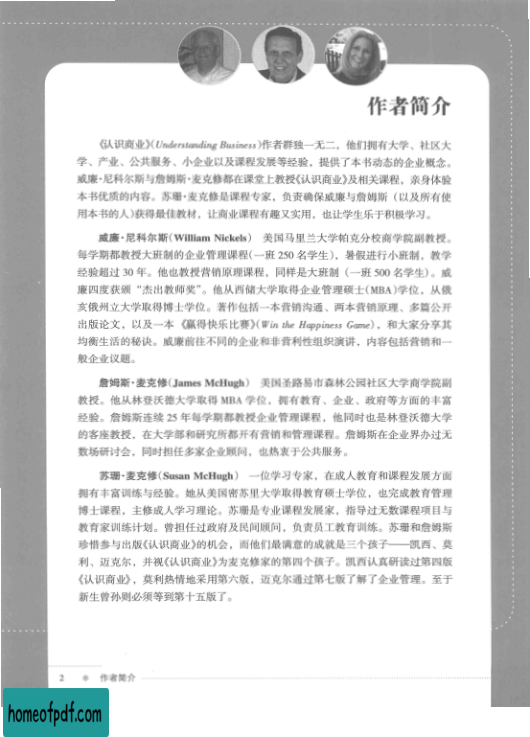 作者简介
《认识商业》(Understanding Business)作者群独一无二，他们拥有大学、社区大
学、产业、公共服务、小企业以及课程发展等经验，提供了本书动态的企业概念。
威廉·尼科尔斯与詹姆斯·麦克修都在课堂上教授《认识商业》及相关课程，亲身体验
本书优质的内容。苏珊·麦克修是课程专家，负责确保威廉与詹姆斯（以及所有使
用本书的人)获得最佳教材，让商业课程有趣又实用，也让学生乐于积极学习。
威廉·尼科尔斯(William Nickels) 美国马里兰大学帕克分校商学院副教授。
每学期都教授大班制的企业管理课程(一班 250 名学生），暑假进行小班制，教学
经验超过 30 年。他也教授营销原理课程，同样是大班制（一班 500 名学生）。威
廉四度获颁“杰出教师奖”。他从西储大学取得企业管理硕士(MBA)学位，从俄
亥俄州立大学取得博士学位。著作包括一本营销沟通、两本营销原理、多篇公开
出版论文，以及一本《赢得快乐比赛》(Win the Happiness Game)，和大家分享其
均衡生活的秘诀。威廉前往不同的企业和非营利性组织演讲，内容包括营销和一
般企业议题。
詹姆斯·麦克修(James McHugh) 美国圣路易市森林公园社区大学商学院副
教授。他从林登沃德大学取得 MBA 学位，拥有教育、企业、政府等方面的丰富
经验。詹姆斯连续 25 年每学期都教授企业管理课程，他同时也是林登沃德大学
的客座教授，在大学部和研究所都开有营销和管理课程。詹姆斯在企业界办过无
数场研讨会，同时担任多家企业顾问，也热衷于公共服务。
苏珊·麦克修(Susan McHugh) 一位学习专家，在成人教育和课程发展方面
拥有丰富训练与经验。她从美国密苏里大学取得教育硕士学位，也完成教育管理
博士课程，主修成人学习理论。苏珊是专业课程发展家，指导过无数课程项目与
教育家训练计划。曾担任过政府及民间顾问，负责员工教育训练。苏珊和詹姆斯
珍惜参与出版《认识商业》的机会，而他们最满意的成就是三个孩子——凯西、莫
利、迈克尔，并视《认识商业》为麦克修家的第四个孩子。凯西认真研读过第四版
《认识商业》，莫利热情地采用第六版，迈克尔通过第七版了解了企业管理。至于
新生曾孙则必须等到第十五版了。
2 ※ 作者简介
homeofpdf.com